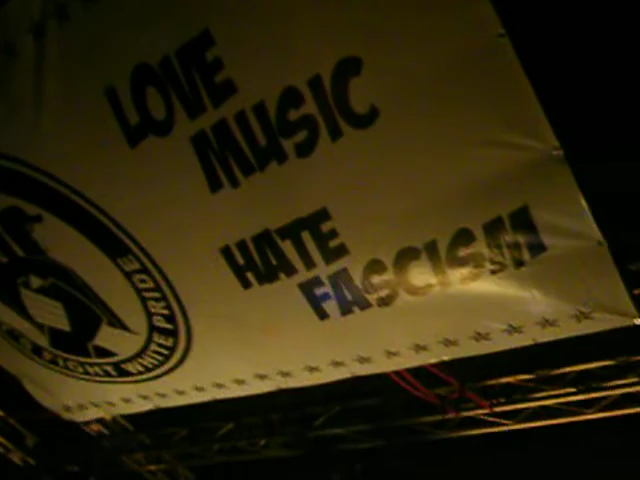 LOVE
MUSIC
HATE
FASCISM
FIGHT WHITE PRIDE